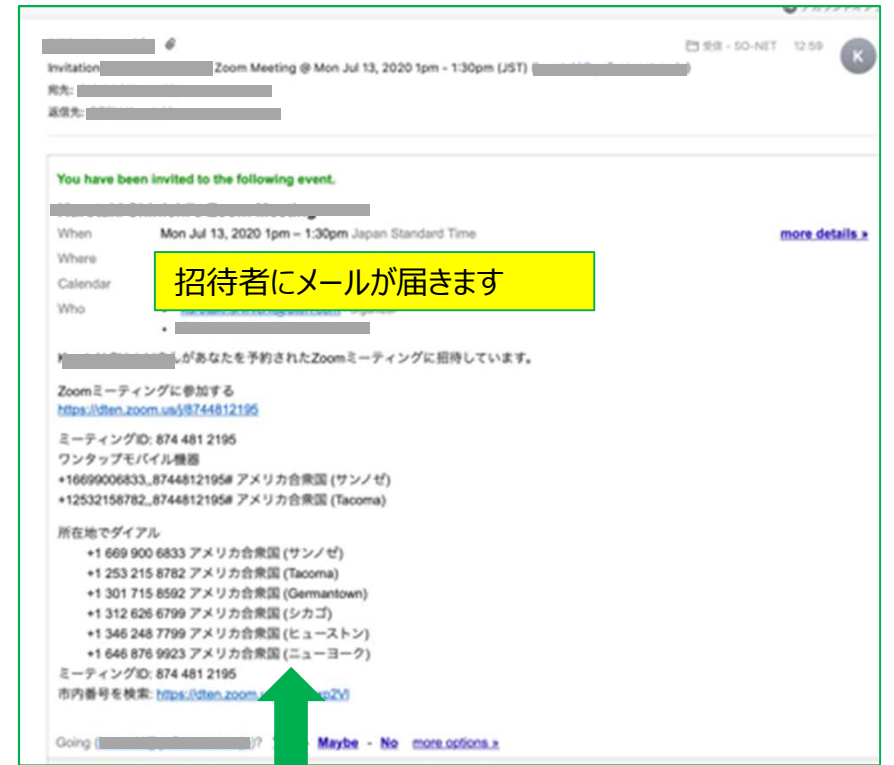 受信 - SO-NET 12:59
K
Invitation Zoom Meeting @ Mon Jul 13, 2020 1pm - 1:30pm (JST)
宛先:
返信先:
You have been invited to the following event.
When Mon Jul 13, 2020 1pm – 1:30pm Japan Standard Time
more details »
Where
招待者にメールが届きます
Calendar
Who
があなたを予約されたZoomミーティングに招待しています。
Zoomミーティングに参加する
https://dten.zoom.us/j/8744812195
ミーティングID: 874 481 2195
ワンタップモバイル機器
+16699006833,,8744812195# アメリカ合衆国 (サンノゼ)
+12532158782,,8744812195# アメリカ合衆国 (Tacoma)
所在地でダイアル
+1 669 900 6833 アメリカ合衆国 (サンノゼ)
+1 253 215 8782 アメリカ合衆国 (Tacoma)
+1 301 715 8592 アメリカ合衆国 (Germantown)
+1 312 626 6799 アメリカ合衆国 (シカゴ)
+1 346 248 7799 アメリカ合衆国 (ヒューストン)
+1 646 876 9923 アメリカ合衆国 (ニューヨーク)
ミーティングID: 874 481 2195
市内番号を検索: https://dten.zoom.
Going ( )? - Maybe - No more options »